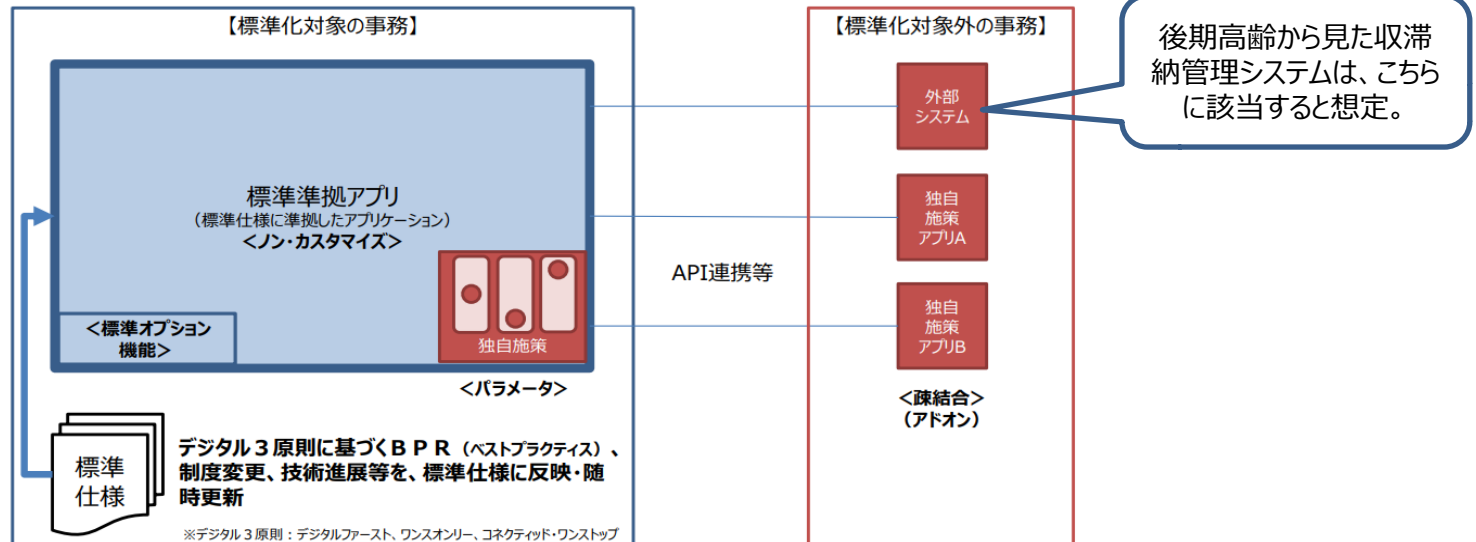 【標準化対象の事務】
標準準拠アプリ
（標準仕様に準拠したアプリケーション）
＜ノン・カスタマイズ＞
＜標準オプション
機能＞
独自施策
＜パラメータ＞
標準
仕様
デジタル３原則に基づくＢＰＲ（ベストプラクティス）、
制度変更、技術進展等を、標準仕様に反映・随
時更新
※デジタル３原則：デジタルファースト、ワンスオンリー、コネクティッド・ワンストップ
API連携等
【標準化対象外の事務】
外部
システム
独自
施策
アプリA
独自
施策
アプリB
＜疎結合＞
（アドオン）
後期高齢から見た収滞
納管理システムは、こちら
に該当すると想定。